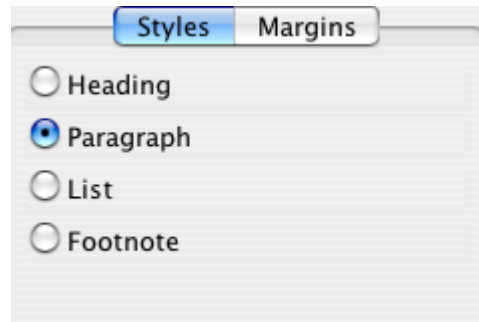 Styles Margins
Heading
Paragraph
List
Footnote